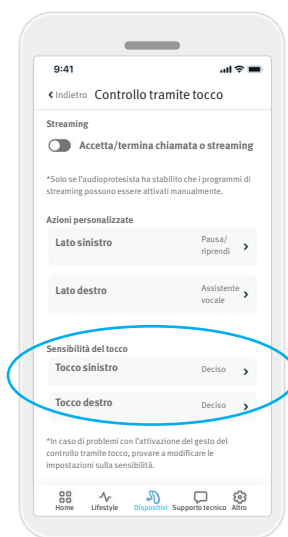 9:41
Indietro Controllo tramite tocco
Streaming
Accetta/termina chiamata o streaming
*Solo se l'audioprotesista ha stabilito che i programmi di
streaming possono essere attivati manualmente.
Azioni personalizzate
Lato sinistro Pausa/
riprendi
Lato destro Assistente
vocale
Sensibilità del tocco
Tocco sinistro Deciso
Tocco destro Deciso
*In caso di problemi con l'attivazione del gesto del
controllo tramite tocco, provare a modificare le
impostazioni sulla sensibilità.
Home Lifestyle Dispositivi Supporto tecnico Altro